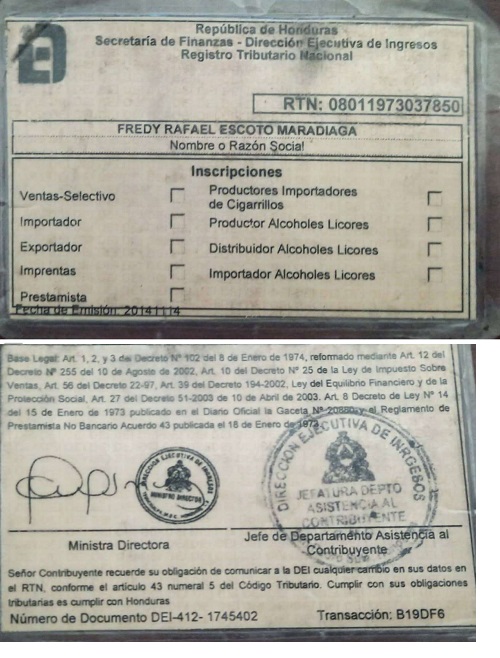 República de Honduras
Secretaría de Finanzas - Dirección Ejecutiva de Ingresos
Registro Tributario Nacional
RTN: 08011973037850
FREDY RAFAEL ESCOTO MARADIAGA
Nombre o Razón Social
Inscripciones
Ventas-Selectivo
Productores Importadores de Cigarrillos
Importador
Productor Alcoholes Licores
Exportador
Distribuidor Alcoholes Licores
Imprentas
Importador Alcoholes Licores
Prestamista
Fecha de Emisión: 20141114
Base Legal: Art. 1, 2, y 3 de Decreto N° 102 del 8 de Enero de 1974, reformado mediante Art. 12 del
Decreto N° 255 del 10 de Agosto de 2002, Art. 10 del Decreto N° 25 de la Ley de Impuesto Sobre
Ventas, Art. 56 del Decreto 22-97, Art. 39 del Decreto 194-2002, Ley del Equilibrio Financiero y de la
Protección Social, Art. 27 del Decreto 51-2003 de 10 de Abril de 2003, Art. 8 Decreto de Ley N° 14
del 15 de Enero de 1973 publicado en el Diario Oficial la Gaceta N° 20880 y el Reglamento de
Prestamista No Bancario Acuerdo 43 publicada el 18 de Enero de 1973
DIRECCION EJECUTIVA DE INGRESOS
MINISTRO DIRECTOR
DIRECCION EJECUTIVA DE INRGESOS
JEFATURA DEPTO
ASISTENCIA AL
CONTRIBUYENTE
Ministra Directora
Jefe de Departamento Asistencia al
Contribuyente
Señor Contribuyente recuerde su obligación de comunicar a la DEI cualquier cambio en sus datos en
el RTN, conforme el artículo 43 numeral 5 del Código Tributario. Cumplir con sus obligaciones
tributarias es cumplir con Honduras
Número de Documento DEI-412- 1745402
Transacción: B19DF6